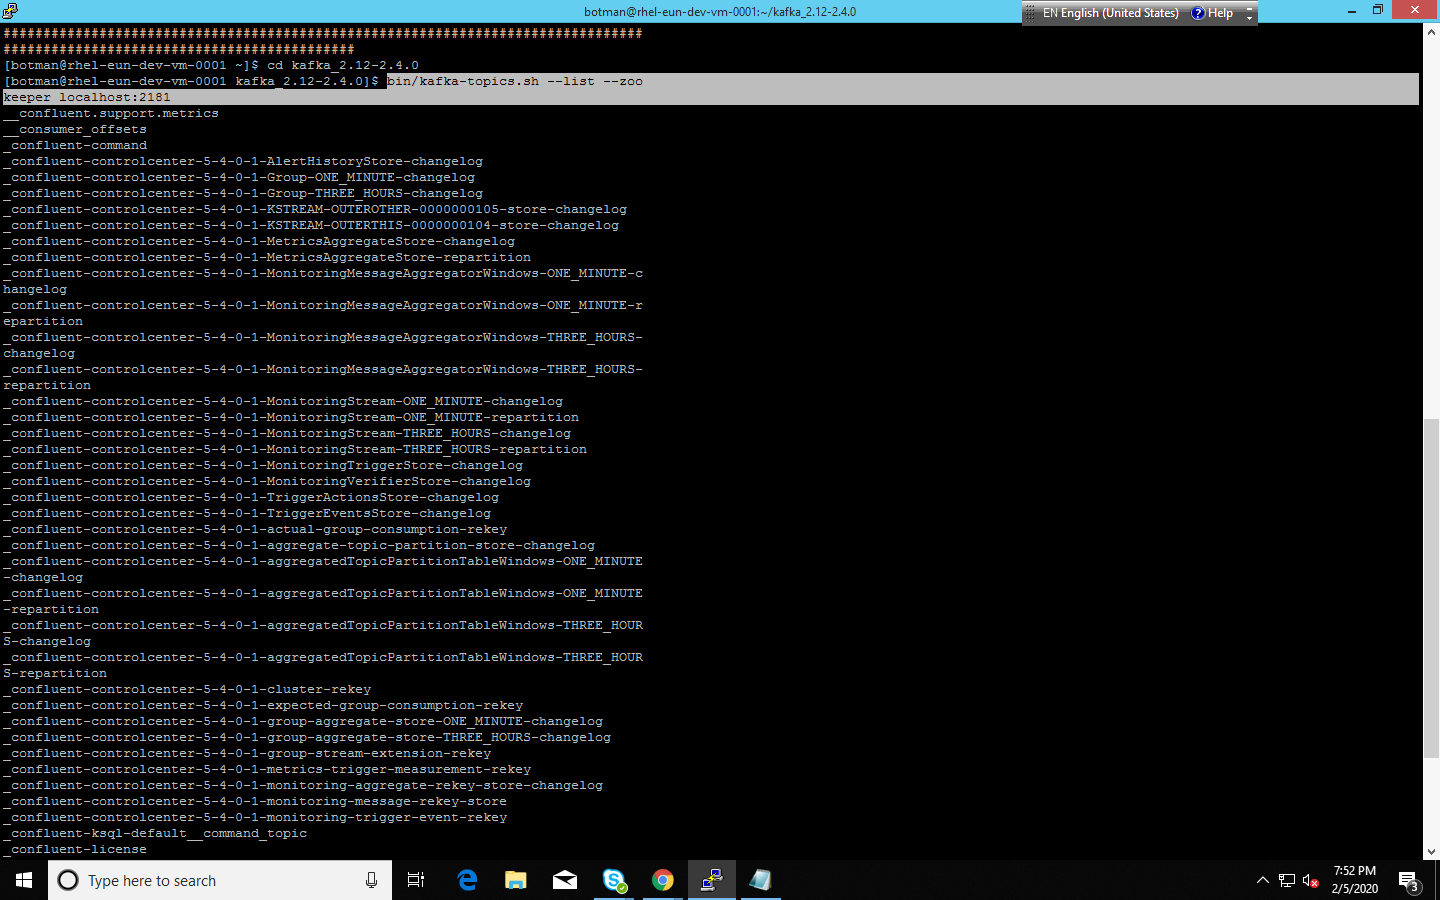 botman@rhel-eun-dev-vm-0001:~/kafka_2.12-2.4.0
EN English (United States) Help
################################################################################
############################################
[botman@rhel-eun-dev-vm-0001 ~]$ cd kafka_2.12-2.4.0
[botman@rhel-eun-dev-vm-0001 kafka_2.12-2.4.0]$ bin/kafka-topics.sh --list --zoo
keeper localhost:2181
__confluent.support.metrics
__consumer_offsets
_confluent-command
_confluent-controlcenter-5-4-0-1-AlertHistoryStore-changelog
_confluent-controlcenter-5-4-0-1-Group-ONE_MINUTE-changelog
_confluent-controlcenter-5-4-0-1-Group-THREE_HOURS-changelog
_confluent-controlcenter-5-4-0-1-KSTREAM-OUTEROTHER-0000000105-store-changelog
_confluent-controlcenter-5-4-0-1-KSTREAM-OUTERTHIS-0000000104-store-changelog
_confluent-controlcenter-5-4-0-1-MetricsAggregateStore-changelog
_confluent-controlcenter-5-4-0-1-MetricsAggregateStore-repartition
_confluent-controlcenter-5-4-0-1-MonitoringMessageAggregatorWindows-ONE_MINUTE-c
hangelog
_confluent-controlcenter-5-4-0-1-MonitoringMessageAggregatorWindows-ONE_MINUTE-r
epartition
_confluent-controlcenter-5-4-0-1-MonitoringMessageAggregatorWindows-THREE_HOURS-
changelog
_confluent-controlcenter-5-4-0-1-MonitoringMessageAggregatorWindows-THREE_HOURS-
repartition
_confluent-controlcenter-5-4-0-1-MonitoringStream-ONE_MINUTE-changelog
_confluent-controlcenter-5-4-0-1-MonitoringStream-ONE_MINUTE-repartition
_confluent-controlcenter-5-4-0-1-MonitoringStream-THREE_HOURS-changelog
_confluent-controlcenter-5-4-0-1-MonitoringStream-THREE_HOURS-repartition
_confluent-controlcenter-5-4-0-1-MonitoringTriggerStore-changelog
_confluent-controlcenter-5-4-0-1-MonitoringVerifierStore-changelog
_confluent-controlcenter-5-4-0-1-TriggerActionsStore-changelog
_confluent-controlcenter-5-4-0-1-TriggerEventsStore-changelog
_confluent-controlcenter-5-4-0-1-actual-group-consumption-rekey
_confluent-controlcenter-5-4-0-1-aggregate-topic-partition-store-changelog
_confluent-controlcenter-5-4-0-1-aggregatedTopicPartitionTableWindows-ONE_MINUTE
-changelog
_confluent-controlcenter-5-4-0-1-aggregatedTopicPartitionTableWindows-ONE_MINUTE
-repartition
_confluent-controlcenter-5-4-0-1-aggregatedTopicPartitionTableWindows-THREE_HOUR
S-changelog
_confluent-controlcenter-5-4-0-1-aggregatedTopicPartitionTableWindows-THREE_HOUR
S-repartition
_confluent-controlcenter-5-4-0-1-cluster-rekey
_confluent-controlcenter-5-4-0-1-expected-group-consumption-rekey
_confluent-controlcenter-5-4-0-1-group-aggregate-store-ONE_MINUTE-changelog
_confluent-controlcenter-5-4-0-1-group-aggregate-store-THREE_HOURS-changelog
_confluent-controlcenter-5-4-0-1-group-stream-extension-rekey
_confluent-controlcenter-5-4-0-1-metrics-trigger-measurement-rekey
_confluent-controlcenter-5-4-0-1-monitoring-aggregate-rekey-store-changelog
_confluent-controlcenter-5-4-0-1-monitoring-message-rekey-store
_confluent-controlcenter-5-4-0-1-monitoring-trigger-event-rekey
_confluent-ksql-default__command_topic
_confluent-license
Type here to search
7:52 PM
2/5/2020
3